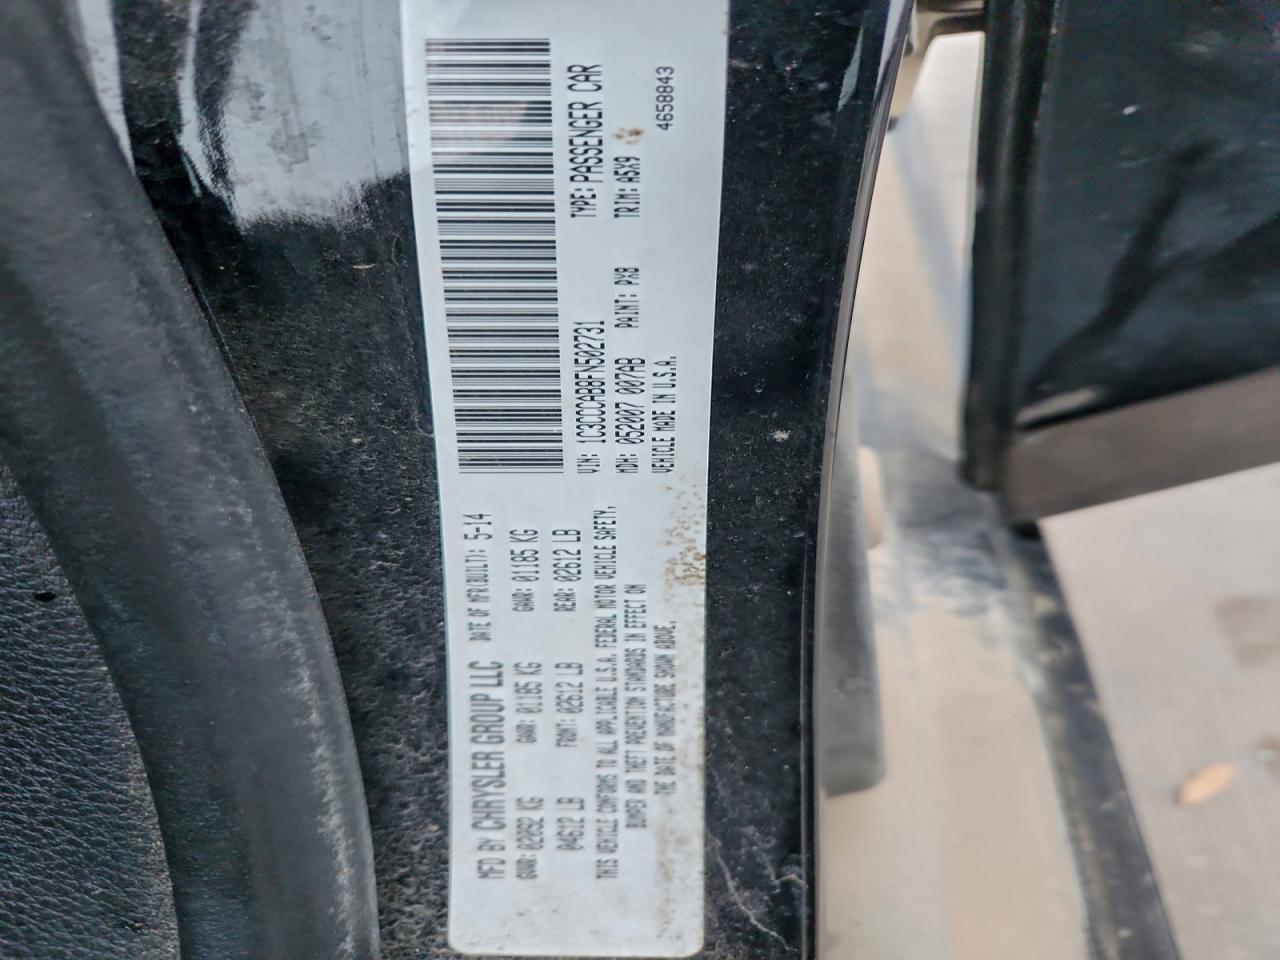 MFD BY CHRYSLER GROUP LLC DATE OF MFR(BUILT): 5-14
GVWR: 02092 KG GAWR: 01185 KG GAWR: 01185 KG
04612 LB FRONT: 02612 LB REAR: 02612 LB
THIS VEHICLE CONFORMS TO ALL APPLICABLE U.S.A. FEDERAL MOTOR VEHICLE SAFETY,
BUMPER AND THEFT PREVENTION STANDARDS IN EFFECT ON
THE DATE OF MANUFACTURE SHOWN ABOVE.
VIN: 1C3CCCAB8FN502731 TYPE: PASSENGER CAR
MDH: 052007 007AB PAINT: PX8 TRIM: A5X9
VEHICLE MADE IN U.S.A. 4658843